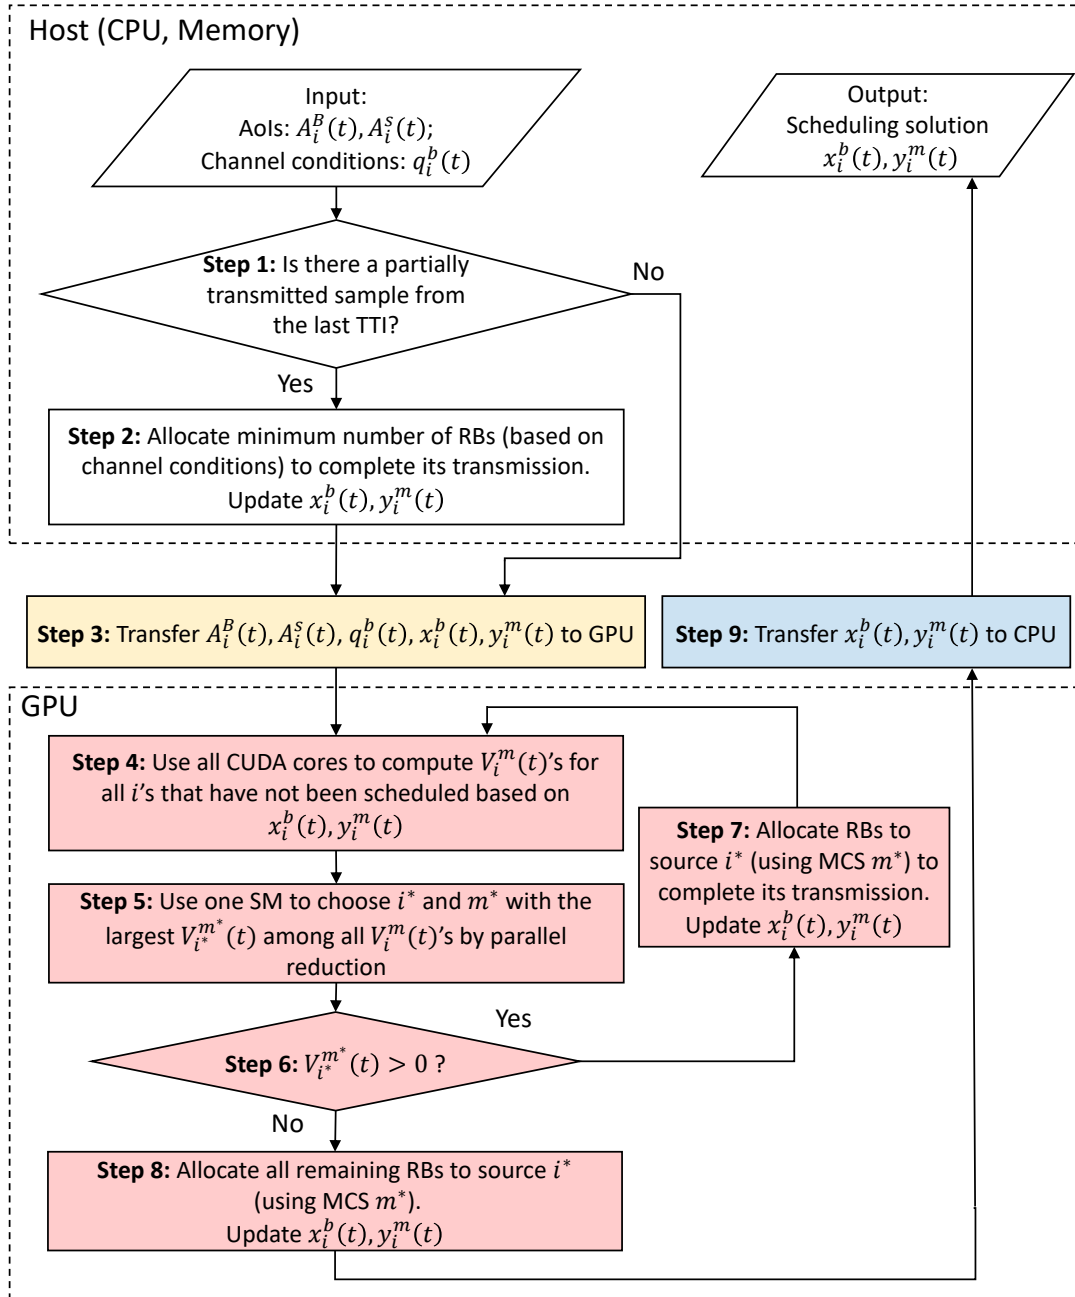 Host (CPU, Memory)
Input:
AoIs: $A_i^B(t), A_i^s(t)$;
Channel conditions: $q_i^b(t)$
Output:
Scheduling solution
$x_i^b(t), y_i^m(t)$
Step 1: Is there a partially
transmitted sample from
the last TTI?
No
Yes
Step 2: Allocate minimum number of RBs (based on
channel conditions) to complete its transmission.
Update $x_i^b(t), y_i^m(t)$
Step 3: Transfer $A_i^B(t), A_i^s(t), q_i^b(t), x_i^b(t), y_i^m(t)$ to GPU
Step 9: Transfer $x_i^b(t), y_i^m(t)$ to CPU
GPU
Step 4: Use all CUDA cores to compute $V_i^m(t)$'s for
all $i$'s that have not been scheduled based on
$x_i^b(t), y_i^m(t)$
Step 7: Allocate RBs to
source $i^*$ (using MCS $m^*$) to
complete its transmission.
Update $x_i^b(t), y_i^m(t)$
Step 5: Use one SM to choose $i^*$ and $m^*$ with the
largest $V_{i^*}^{m^*}(t)$ among all $V_i^m(t)$'s by parallel
reduction
Yes
Step 6: $V_{i^*}^{m^*}(t) > 0$ ?
No
Step 8: Allocate all remaining RBs to source $i^*$
(using MCS $m^*$).
Update $x_i^b(t), y_i^m(t)$